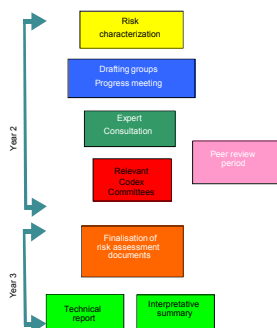 Risk
characterization
Drafting groups
Progress meeting
Expert
Consultation
Year 2
Peer review
period
Relevant
Codex
Committees
Finalisation of
risk assessment
documents
Year 3
Technical
report
Interpretative
summary